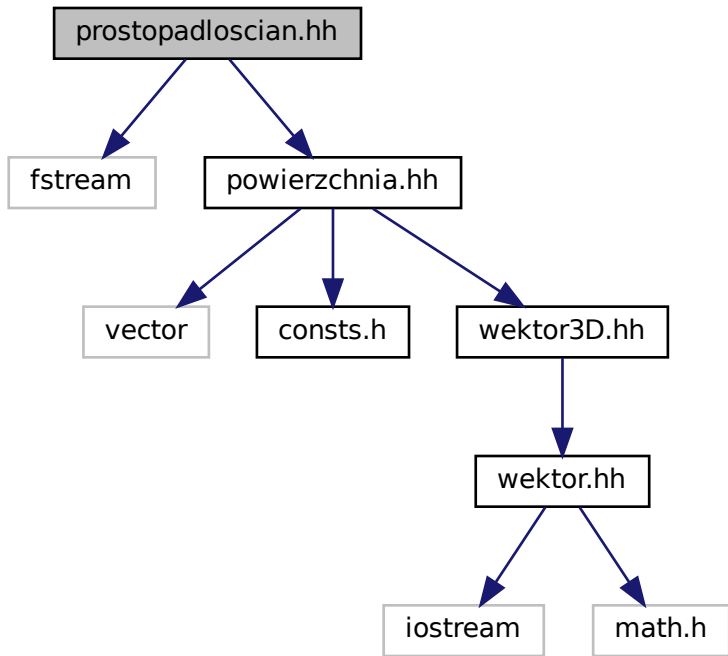 prostopadloscian.hh
fstream
powierzchnia.hh
vector
consts.h
wektor3D.hh
wektor.hh
iostream
math.h